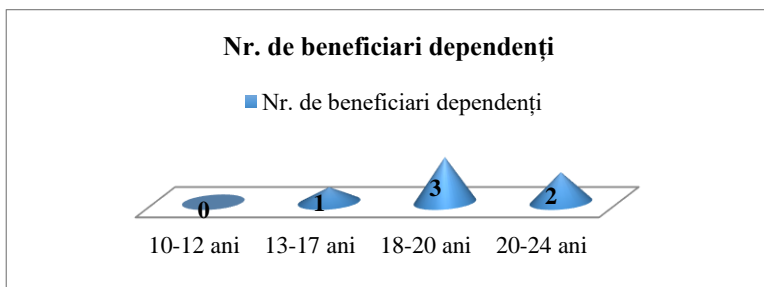 Nr. de beneficiari dependenți
Nr. de beneficiari dependenți
0 1 3 2
10-12 ani 13-17 ani 18-20 ani 20-24 ani